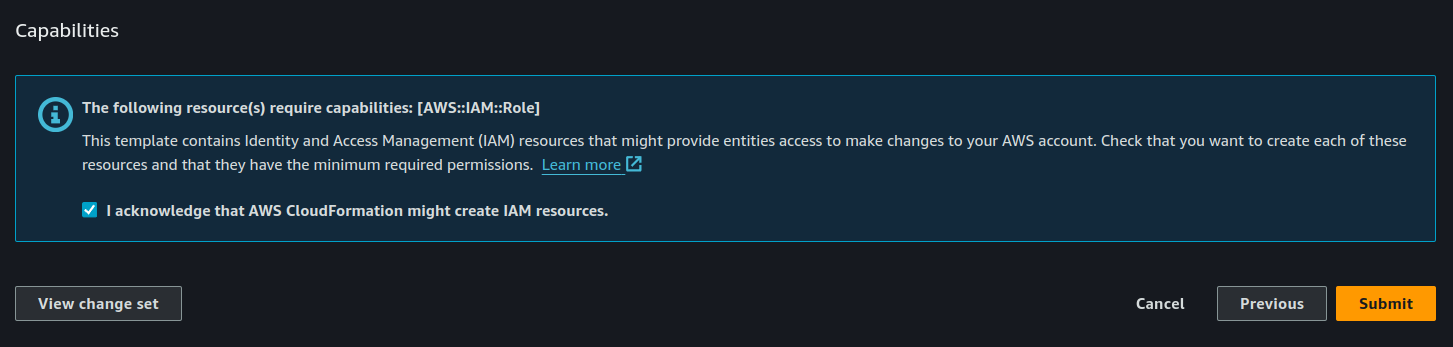 Capabilities
The following resource(s) require capabilities: [AWS::IAM::Role]
This template contains Identity and Access Management (IAM) resources that might provide entities access to make changes to your AWS account. Check that you want to create each of these
resources and that they have the minimum required permissions. Learn more
I acknowledge that AWS CloudFormation might create IAM resources.
View change set Cancel Previous Submit